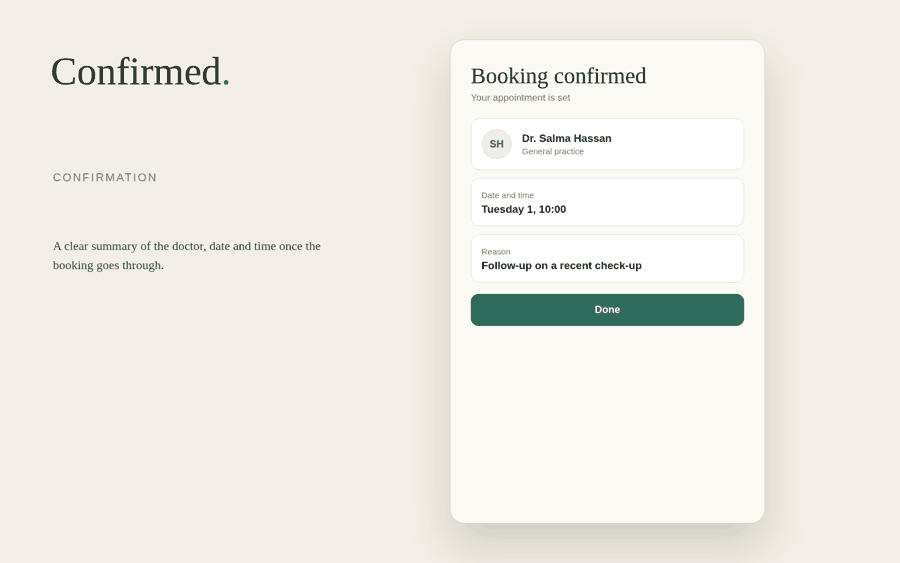 Confirmed.
CONFIRMATION
A clear summary of the doctor, date and time once the
booking goes through.
Booking confirmed
Your appointment is set
SH
Dr. Salma Hassan
General practice
Date and time
Tuesday 1, 10:00
Reason
Follow-up on a recent check-up
Done